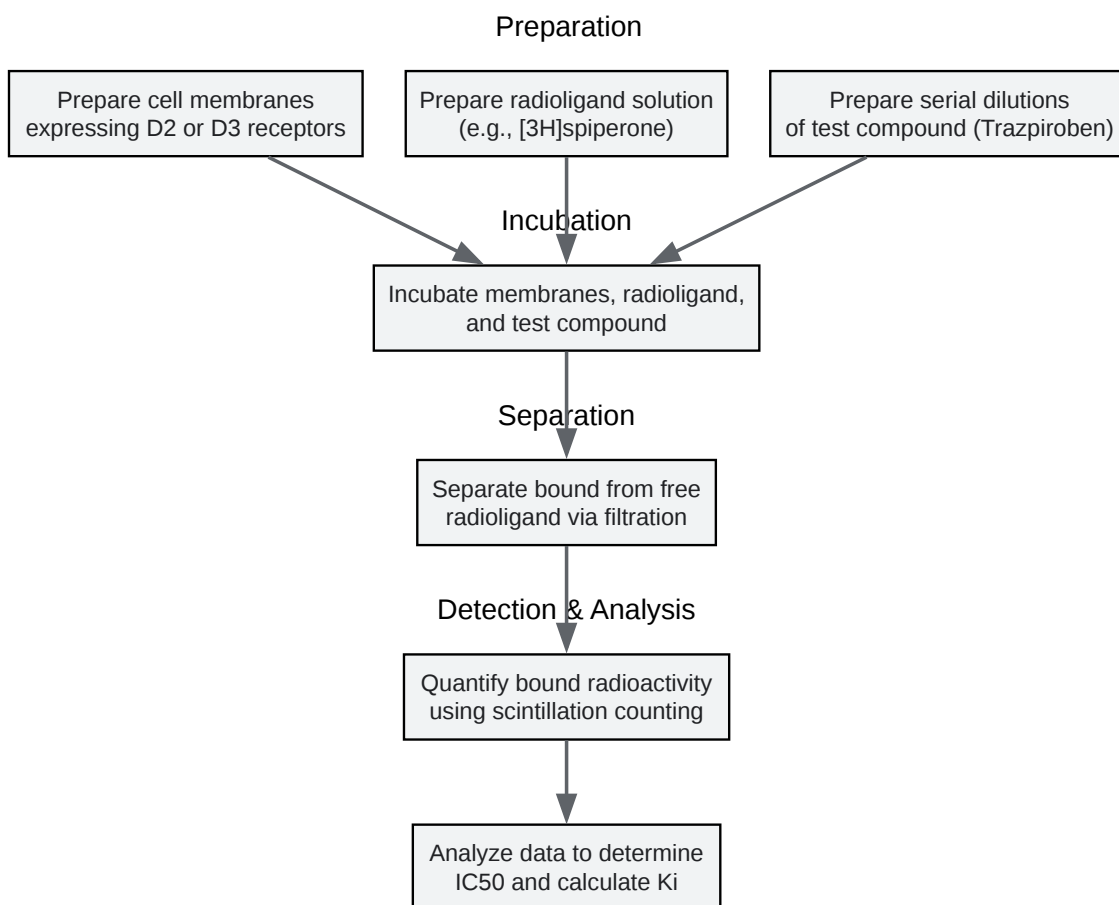 Preparation
Prepare cell membranes
expressing D2 or D3 receptors
Prepare radioligand solution
(e.g., [3H]spiperone)
Prepare serial dilutions
of test compound (Trazpiroben)
Incubation
Incubate membranes, radioligand,
and test compound
Separation
Separate bound from free
radioligand via filtration
Detection & Analysis
Quantify bound radioactivity
using scintillation counting
Analyze data to determine
IC50 and calculate Ki